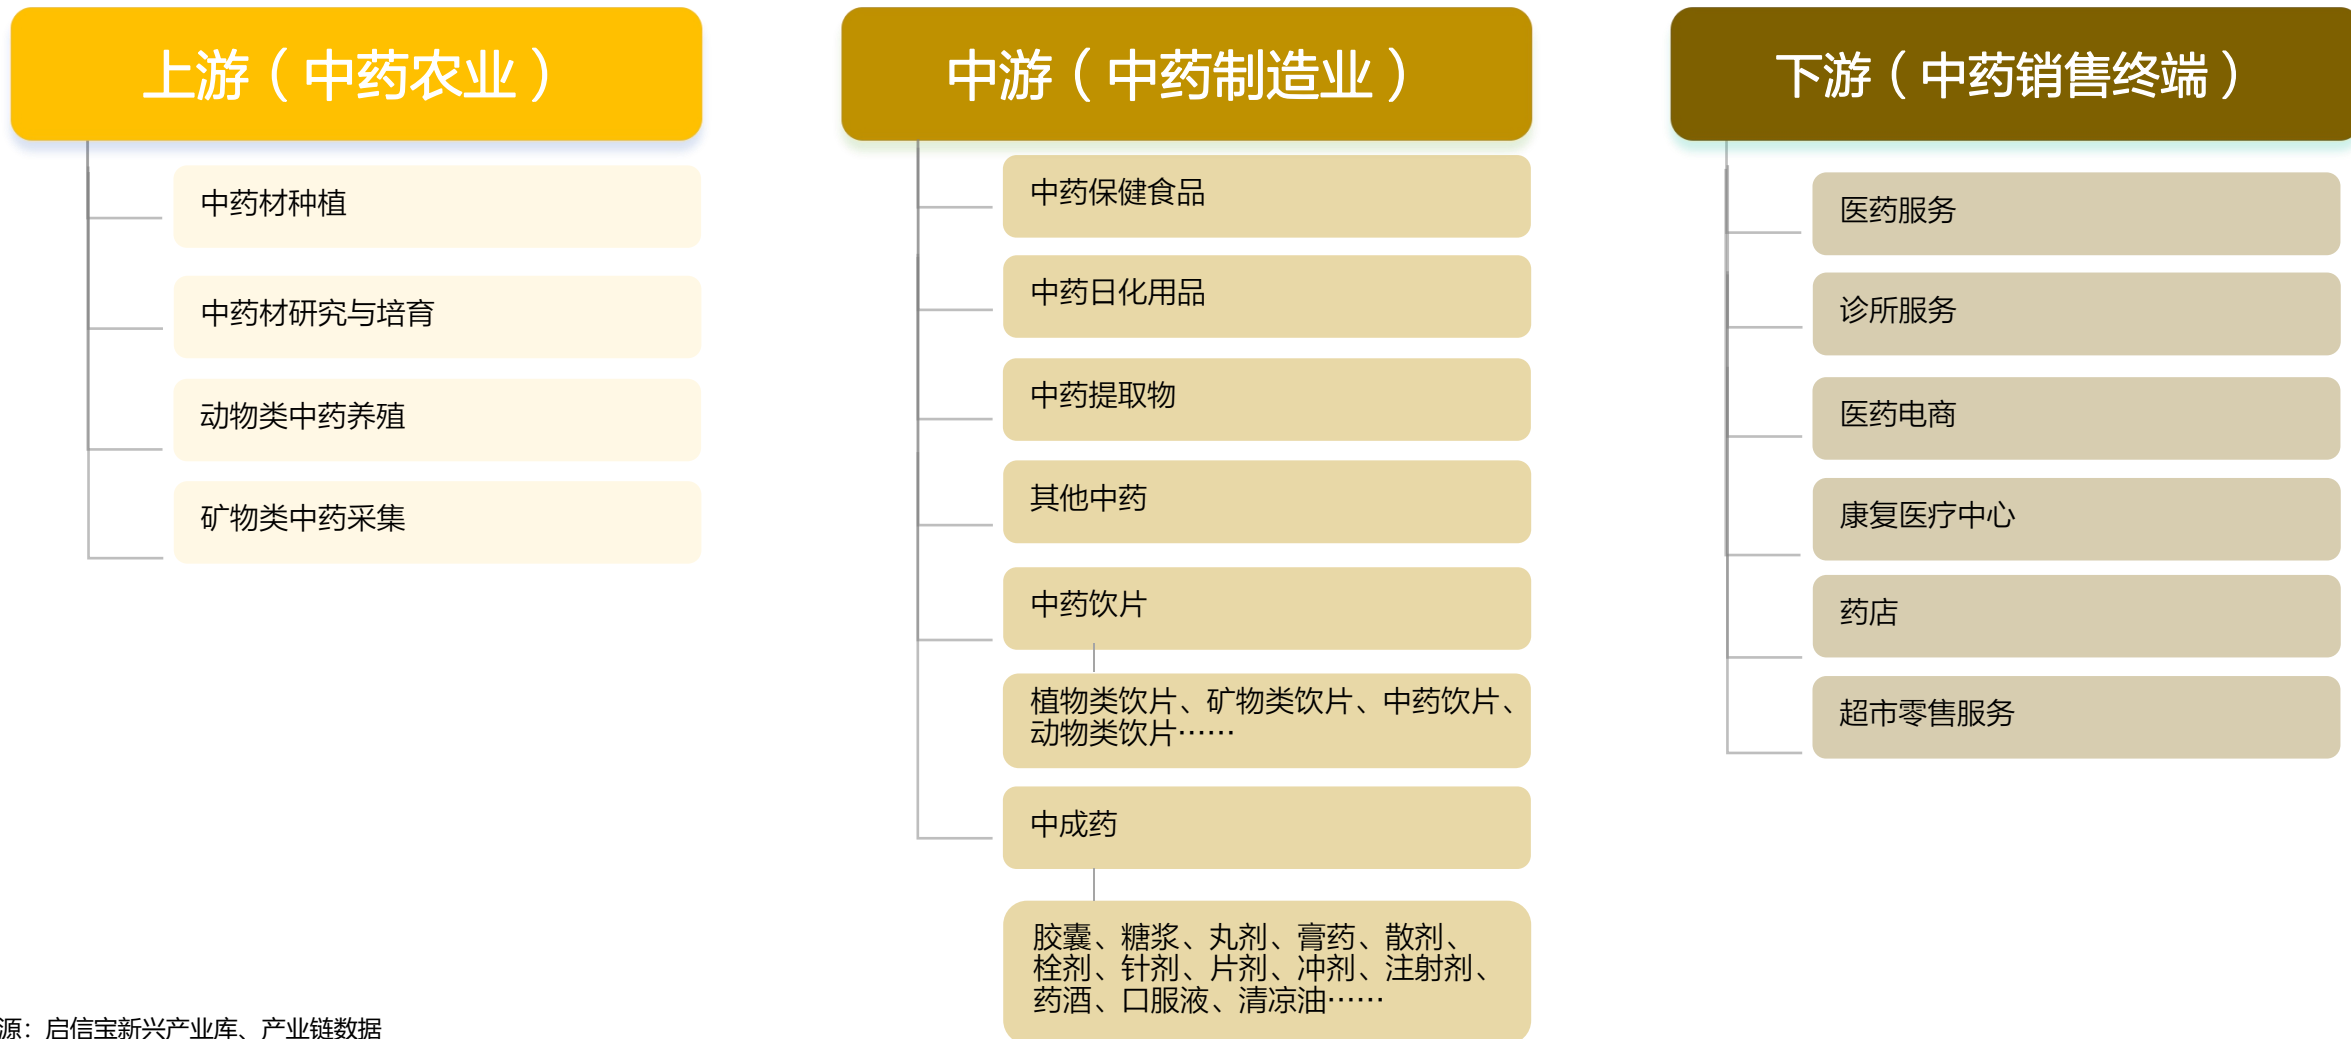 上游（中药农业）
中药材种植
中药材研究与培育
动物类中药养殖
矿物类中药采集
中游（中药制造业）
中药保健食品
中药日化用品
中药提取物
其他中药
中药饮片
植物类饮片、矿物类饮片、中药饮片、
动物类饮片……
中成药
胶囊、糖浆、丸剂、膏药、散剂、
栓剂、针剂、片剂、冲剂、注射剂、
药酒、口服液、清凉油……
下游（中药销售终端）
医药服务
诊所服务
医药电商
康复医疗中心
药店
超市零售服务
源：启信宝新兴产业库、产业链数据